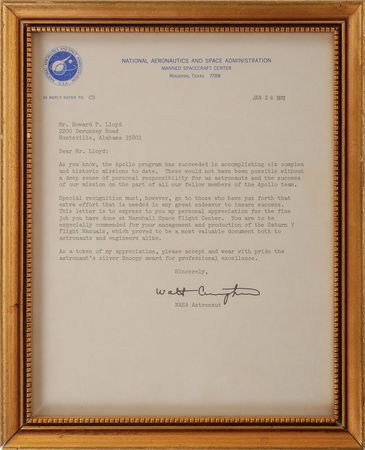 NATIONAL AERONAUTICS AND SPACE ADMINISTRATION
MANNED SPACECRAFT CENTER
HOUSTON, TEXAS 77058
IN REPLY REFER TO: CB
JAN 26 1970
Mr. Howard P. Lloyd
2200 Derussey Road
Huntsville, Alabama 35801
Dear Mr. Lloyd:
As you know, the Apollo program has succeeded in accomplishing six complex
and historic missions to date. These would not have been possible without
a deep sense of personal responsibility for us astronauts and the success
of our mission on the part of all our fellow members of the Apollo team.
Special recognition must, however, go to those who have put forth that
extra effort that is needed in any great endeavor to insure success.
This letter is to express to you my personal appreciation for the fine
job you have done at Marshall Space Flight Center. You are to be
especially commended for your management and production of the Saturn V
Flight Manuals, which proved to be a most valuable document both to
astronauts and engineers alike.
As a token of my appreciation, please accept and wear with pride the
astronaut's silver Snoopy award for professional excellence.
Sincerely,
Walt Cunningham
NASA Astronaut